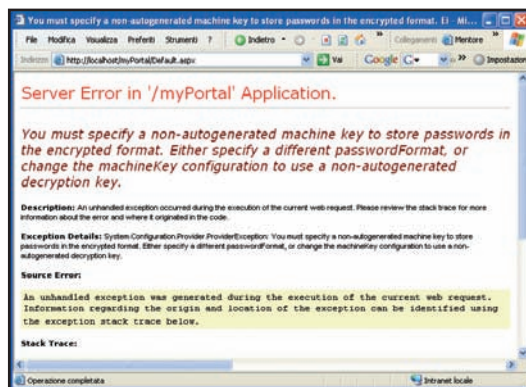 You must specify a non-autogenerated machine key to store passwords in the encrypted format. Ei - Mi...
File Modifica Visualizza Preferiti Strumenti ? Indietro Collegamenti Mentore
Indirizzo http://localhost/myPortal/Default.aspx Vai Google G Impostazioni
Server Error in '/myPortal' Application.
You must specify a non-autogenerated machine key to store passwords in
the encrypted format. Either specify a different passwordFormat, or
change the machineKey configuration to use a non-autogenerated
decryption key.
Description: An unhandled exception occurred during the execution of the current web request. Please review the stack trace for more
information about the error and where it originated in the code.
Exception Details: System.Configuration.Provider.ProviderException: You must specify a non-autogenerated machine key to store
passwords in the encrypted format. Either specify a different passwordFormat, or change the machineKey configuration to use a non-
autogenerated decryption key.
Source Error:
An unhandled exception was generated during the execution of the current web request.
Information regarding the origin and location of the exception can be identified using
the exception stack trace below.
Stack Trace:
Operazione completata Intranet locale